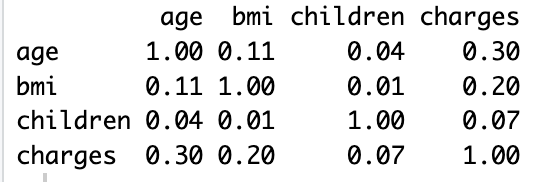 age bmi children charges
age 1.00 0.11 0.04 0.30
bmi 0.11 1.00 0.01 0.20
children 0.04 0.01 1.00 0.07
charges 0.30 0.20 0.07 1.00